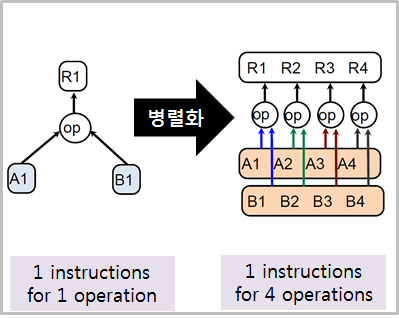 R1
op
A1
B1
병렬화
R1 R2 R3 R4
op op op op
A1 A2 A3 A4
B1 B2 B3 B4
1 instructions
for 1 operation
1 instructions
for 4 operations